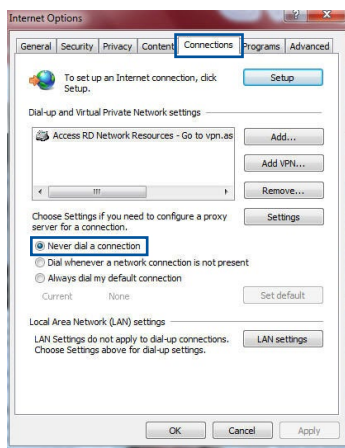 Internet Options
General Security Privacy Content Connections Programs Advanced
To set up an Internet connection, click
Setup.
Setup
Dial-up and Virtual Private Network settings
Access RD Network Resources - Go to vpn.as
Add...
Add VPN...
Remove...
Choose Settings if you need to configure a proxy
server for a connection.
Settings
Never dial a connection
Dial whenever a network connection is not present
Always dial my default connection
Current None
Set default
Local Area Network (LAN) settings
LAN Settings do not apply to dial-up connections.
Choose Settings above for dial-up settings.
LAN settings
OK Cancel Apply